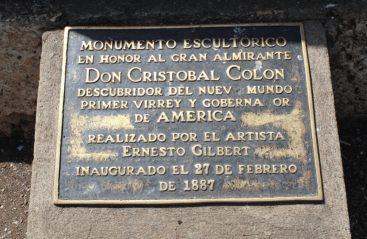 MONUMENTO ESCULTORICO
EN HONOR AL GRAN ALMIRANTE
DON CRISTOBAL COLON
DESCUBRIDOR DEL NUEV MUNDO
PRIMER VIRREY Y GOBERNA OR
DE AMERICA
REALIZADO POR EL ARTISTA
ERNESTO GILBERT
INAUGURADO EL 27 DE FEBRERO
DE 1887